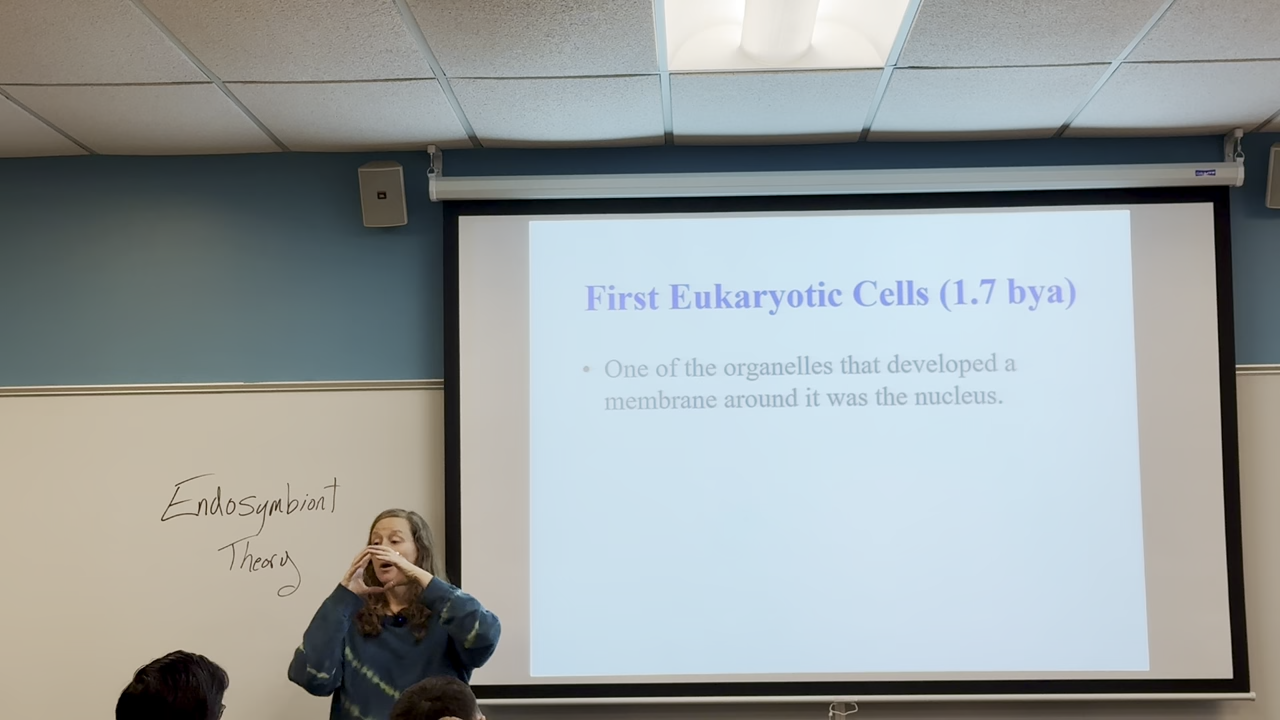 First Eukaryotic Cells (1.7 bya)
• One of the organelles that developed a
membrane around it was the nucleus.
Endosymbiont
Theory